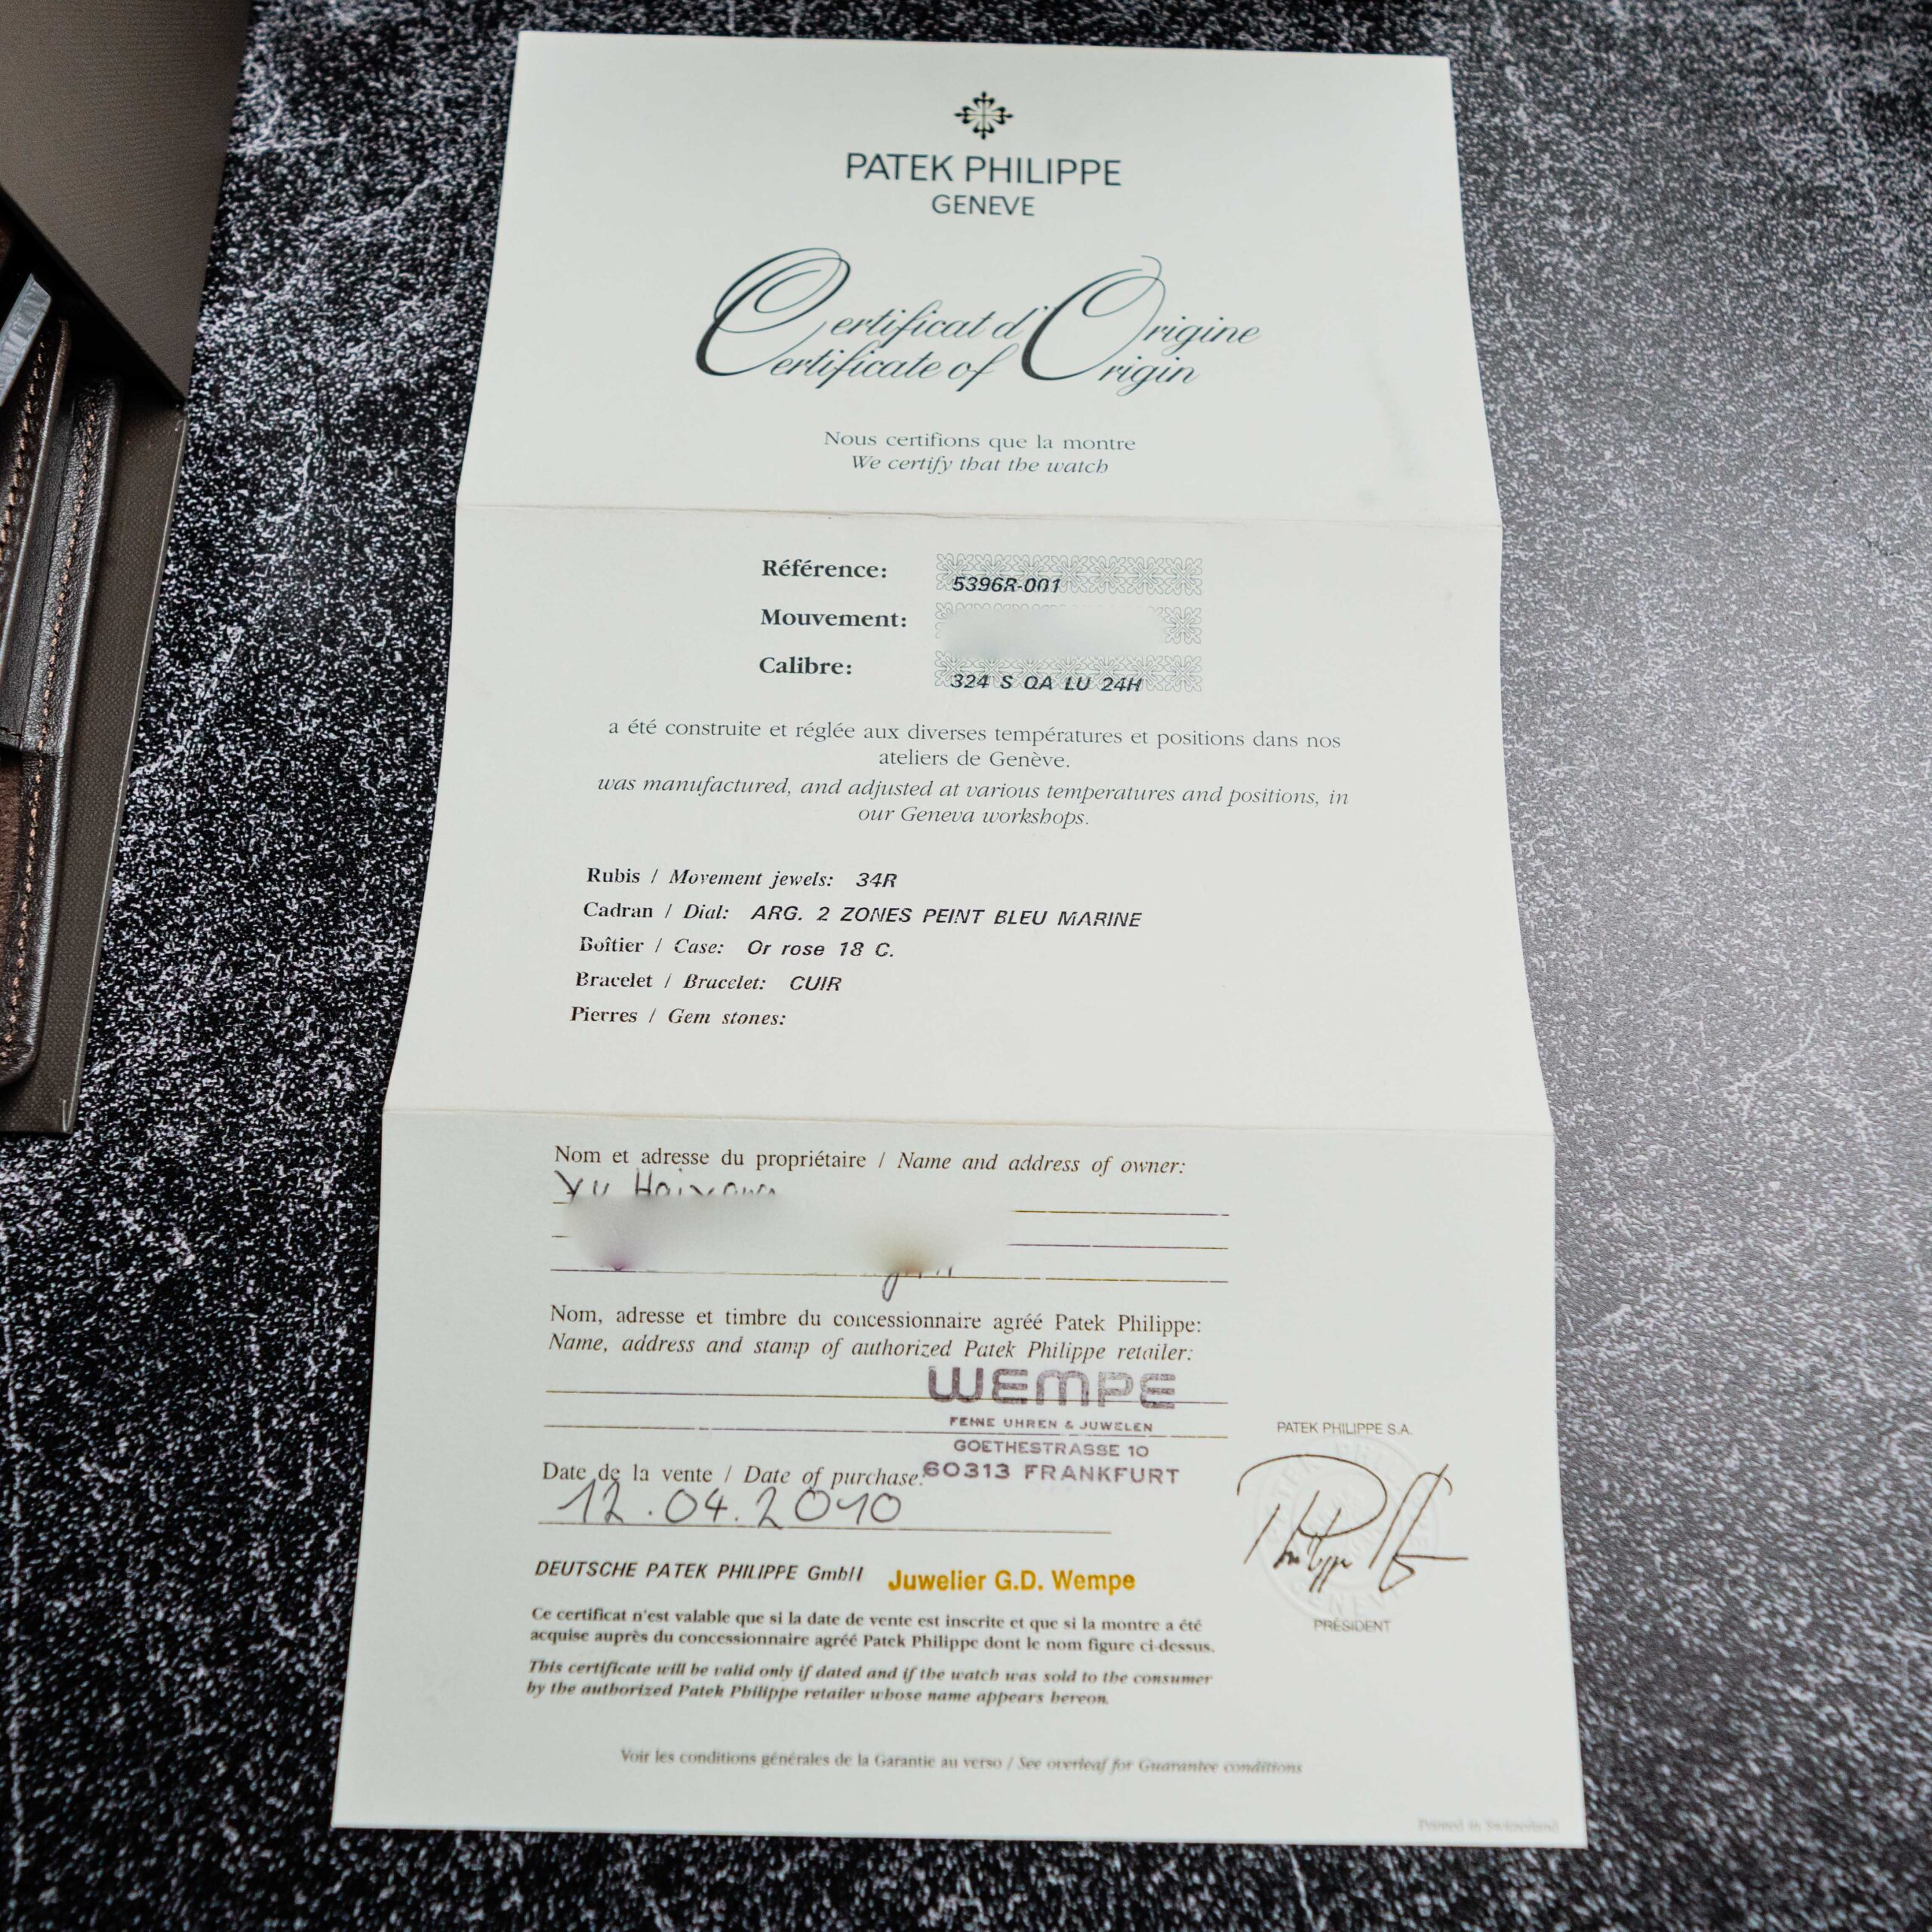 PATEK PHILIPPE
GENEVE
Certificat d'Origine
Certificate of Origin
Nous certifions que la montre
We certify that the watch
Référence: 5396R-001
Mouvement:
Calibre: 324 S QA LU 24H
a été construite et réglée aux diverses températures et positions dans nos
ateliers de Genève.
was manufactured, and adjusted at various temperatures and positions, in
our Geneva workshops.
Rubis / Movement jewels: 34R
Cadran / Dial: ARG. 2 ZONES PEINT BLEU MARINE
Boîtier / Case: Or rose 18 C.
Bracelet / Bracelet: CUIR
Pierres / Gem stones:
Nom et adresse du propriétaire / Name and address of owner:
Nom, adresse et timbre du concessionnaire agréé Patek Philippe:
Name, address and stamp of authorized Patek Philippe retailer:
WEMPE
FEINE UHREN & JUWELEN
GOETHESTRASSE 10
60313 FRANKFURT
Date de la vente / Date of purchase:
12.04.2010
PATEK PHILIPPE S.A.
PRÉSIDENT
DEUTSCHE PATEK PHILIPPE GmbH Juwelier G.D. Wempe
Ce certificat n'est valable que si la date de vente est inscrite et que si la montre a été
acquise auprès du concessionnaire agréé Patek Philippe dont le nom figure ci-dessus.
This certificate will be valid only if dated and if the watch was sold to the consumer
by the authorized Patek Philippe retailer whose name appears hereon.
Voir les conditions générales de la Garantie au verso / See overleaf for Guarantee conditions
Printed in Switzerland